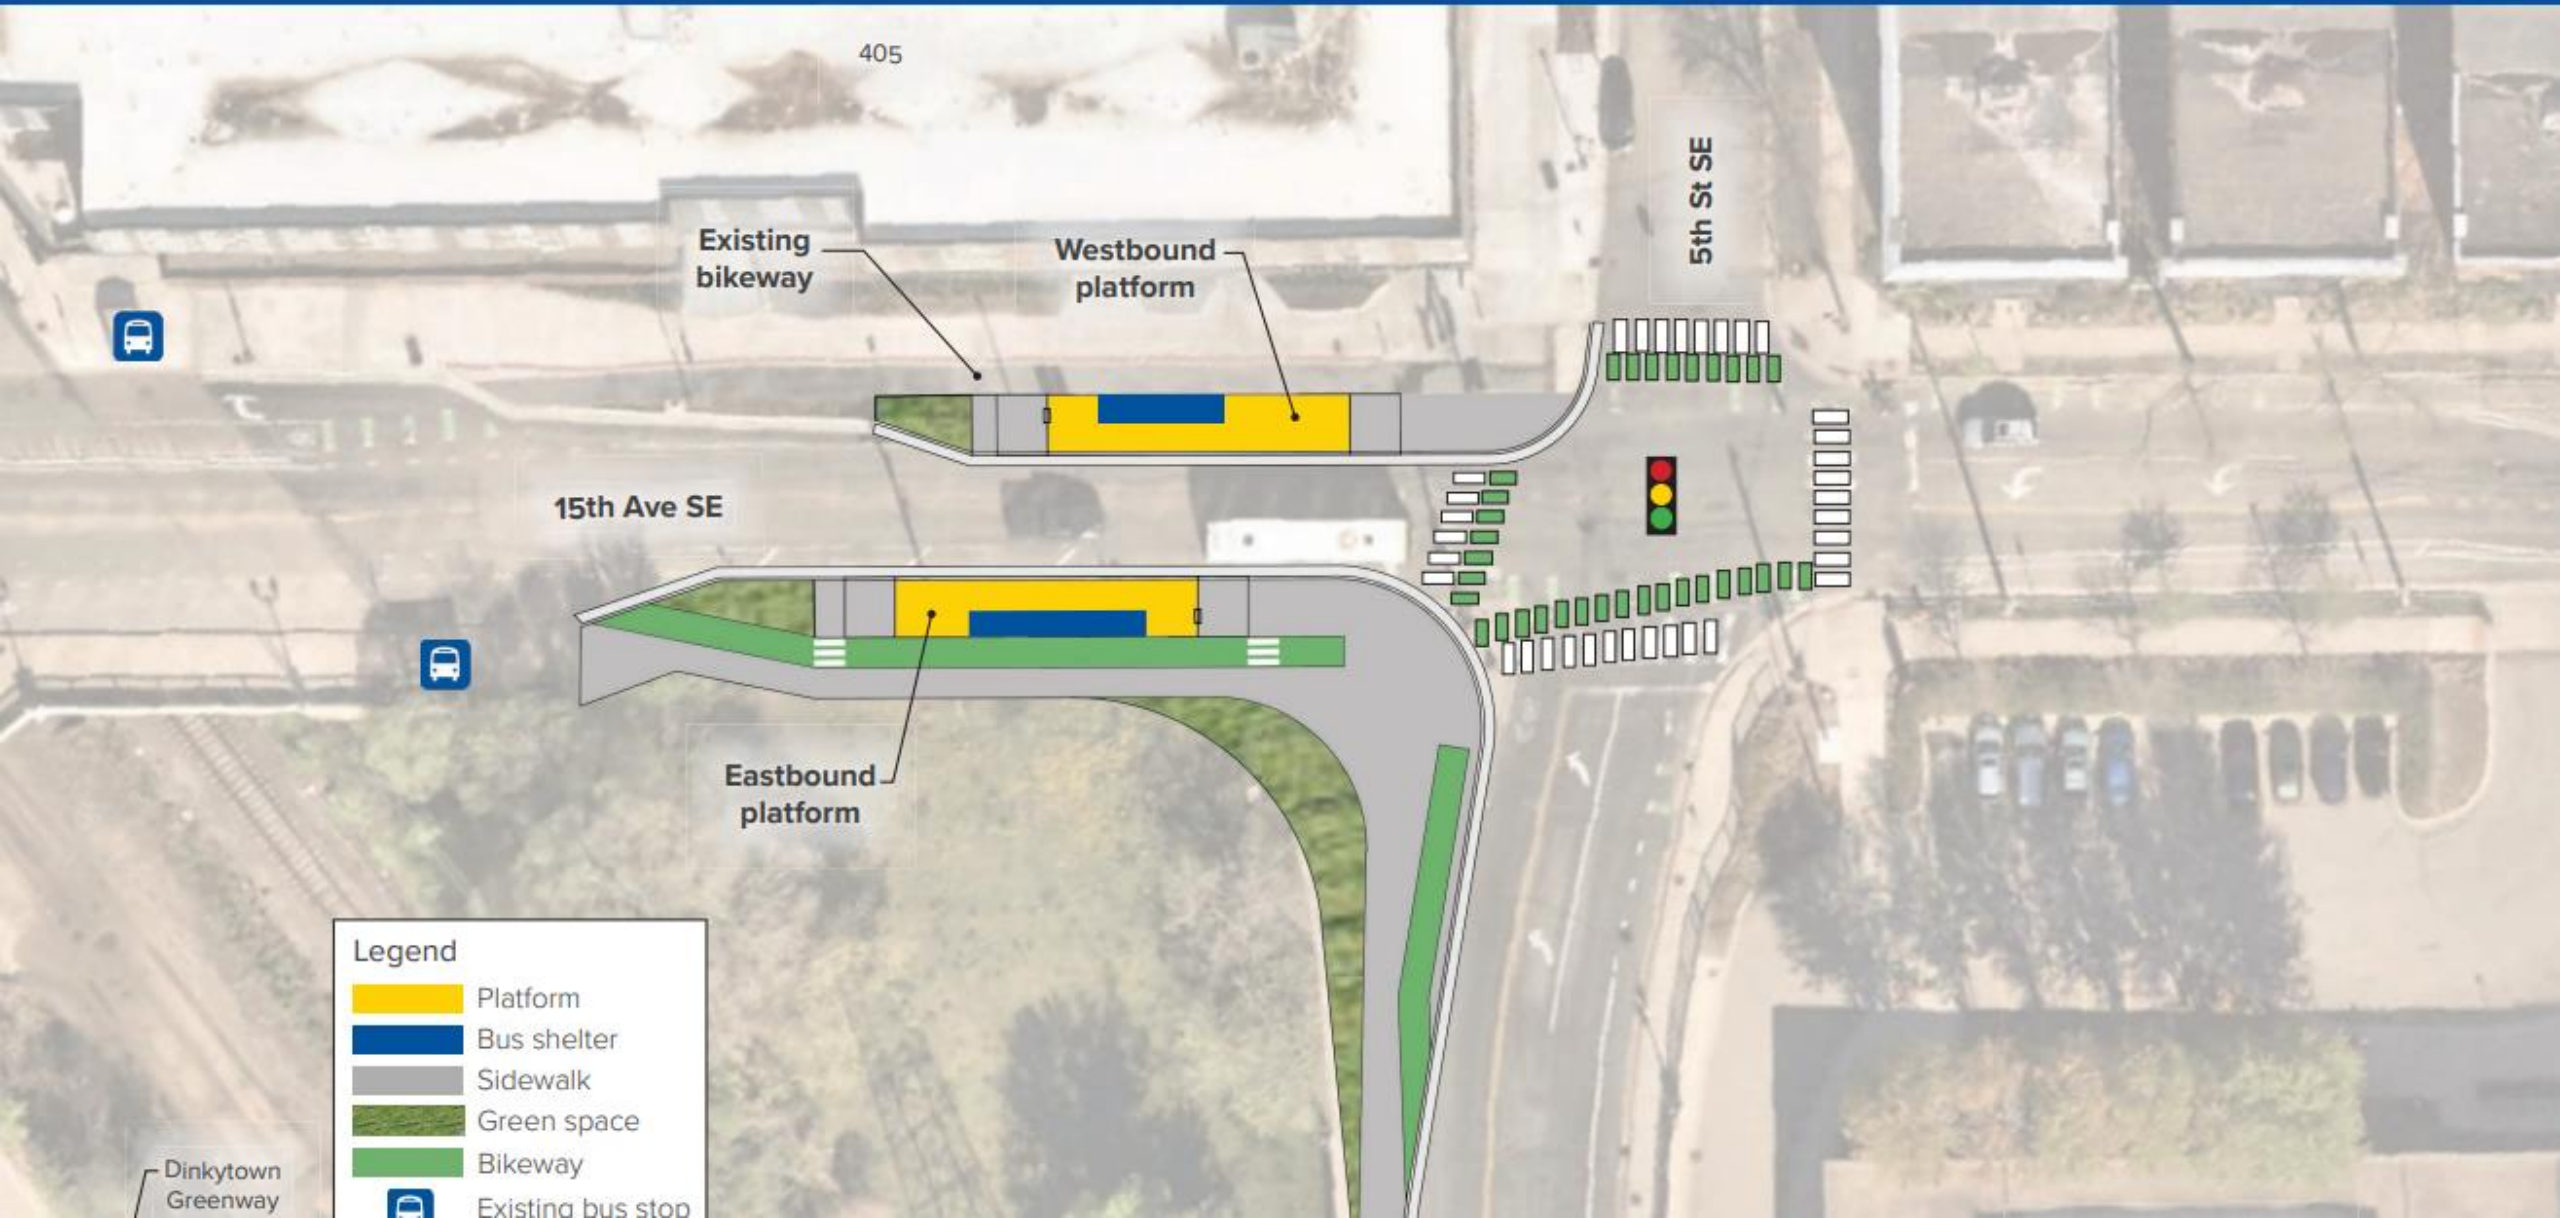 405
5th St SE
Existing
bikeway
Westbound
platform
15th Ave SE
Eastbound
platform
Legend
Platform
Bus shelter
Sidewalk
Green space
Bikeway
Existing bus stop
Dinkytown
Greenway